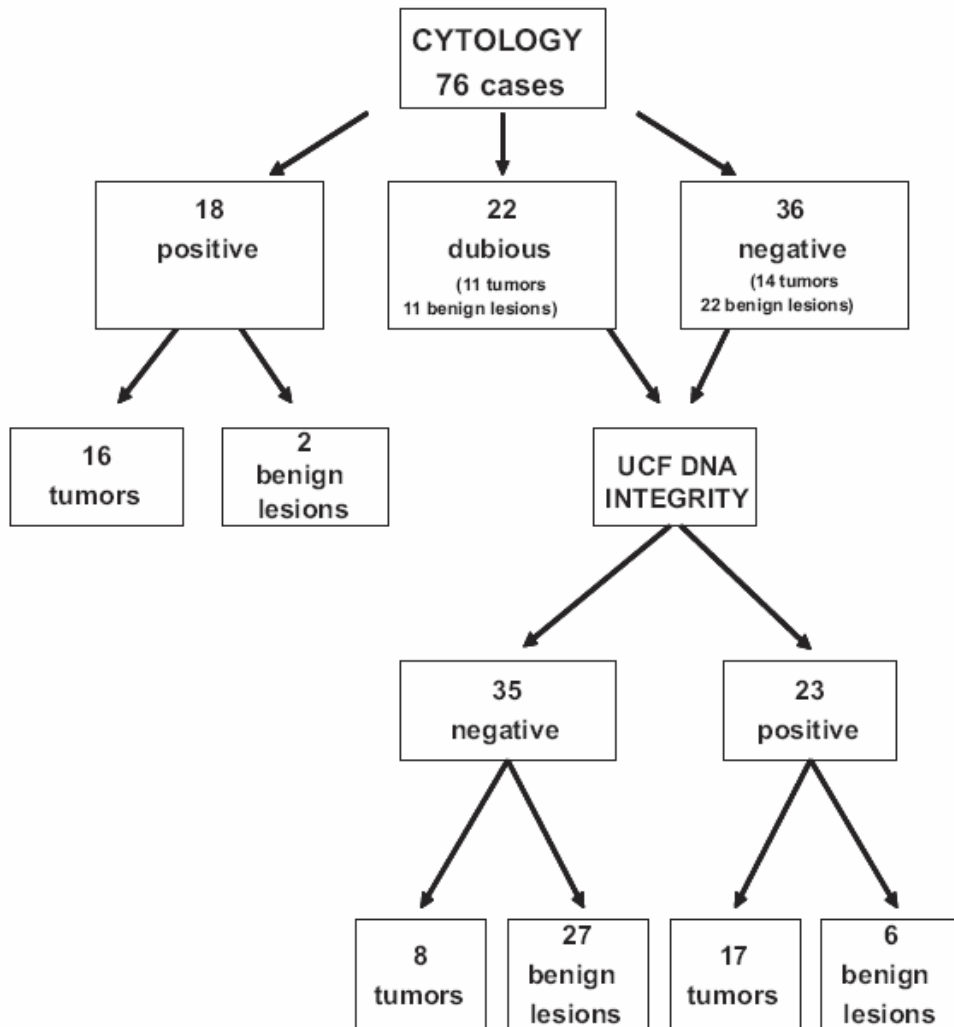 CYTOLOGY
76 cases
18
positive
22
dubious
(11 tumors
11 benign lesions)
36
negative
(14 tumors
22 benign lesions)
16
tumors
2
benign
lesions
UCF DNA
INTEGRITY
35
negative
23
positive
8
tumors
27
benign
lesions
17
tumors
6
benign
lesions